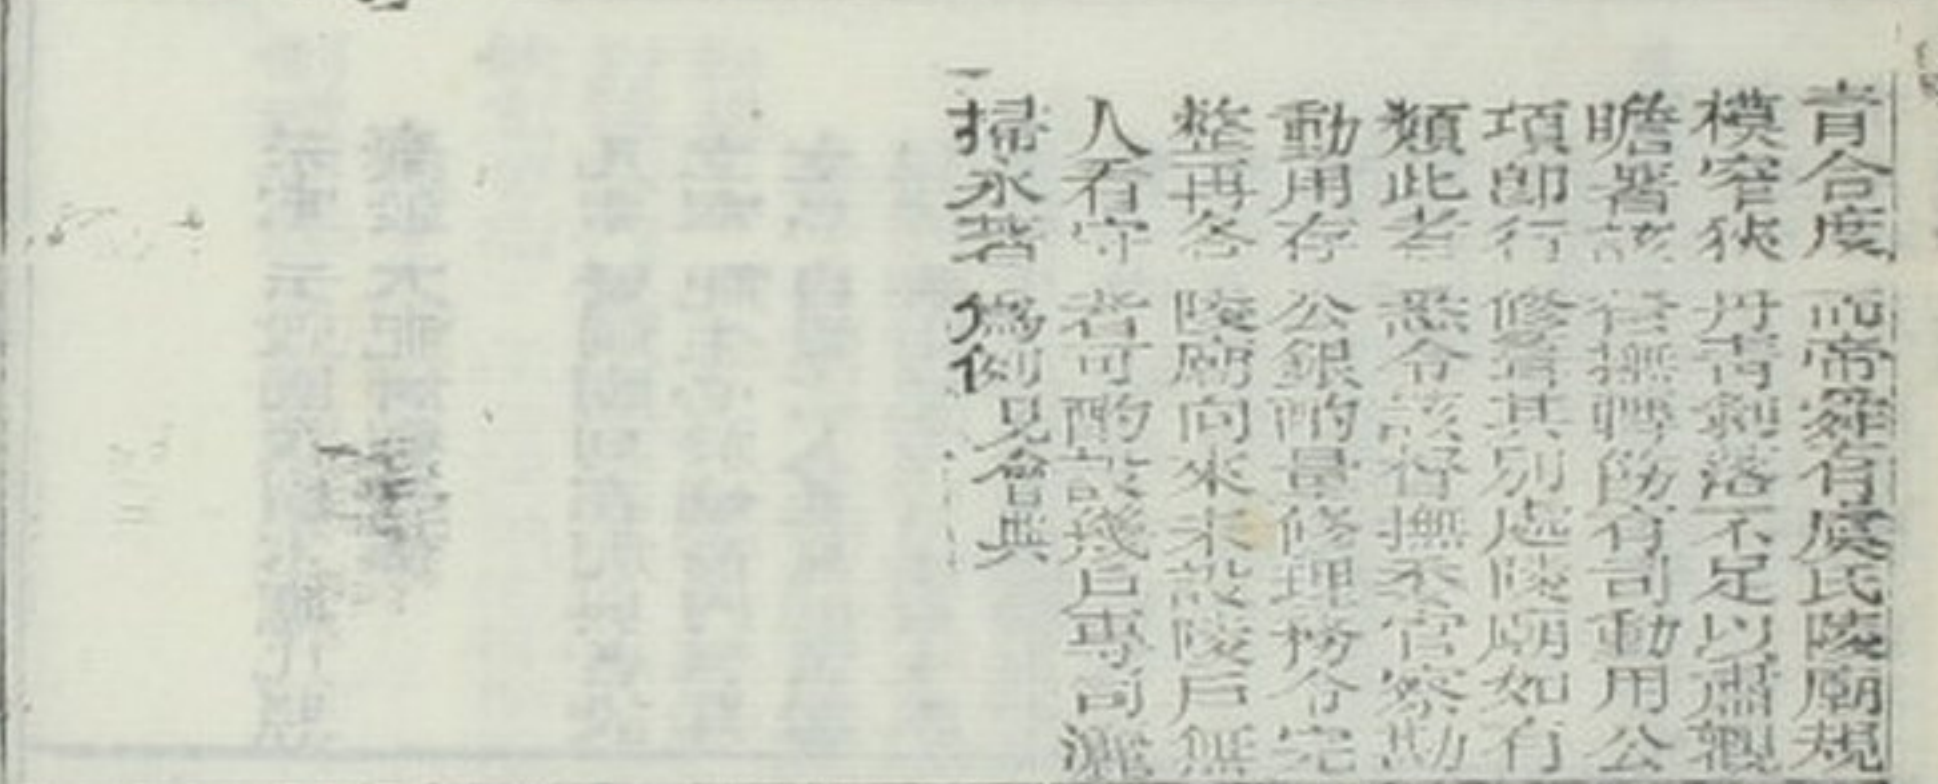 青合度而帝舜有虞氏陵廟規
模窄狹丹青剝落不足以肅觀
瞻着該督撫轉飭有司動用公
項卽行修葺其別處陵廟如有
類此者悉令該督撫委官察勘
動用存公銀酌量修理務令完
整再各陵廟向來未設陵戶無
人看守者可酌設幾戶專司灑
掃永著爲例見會典